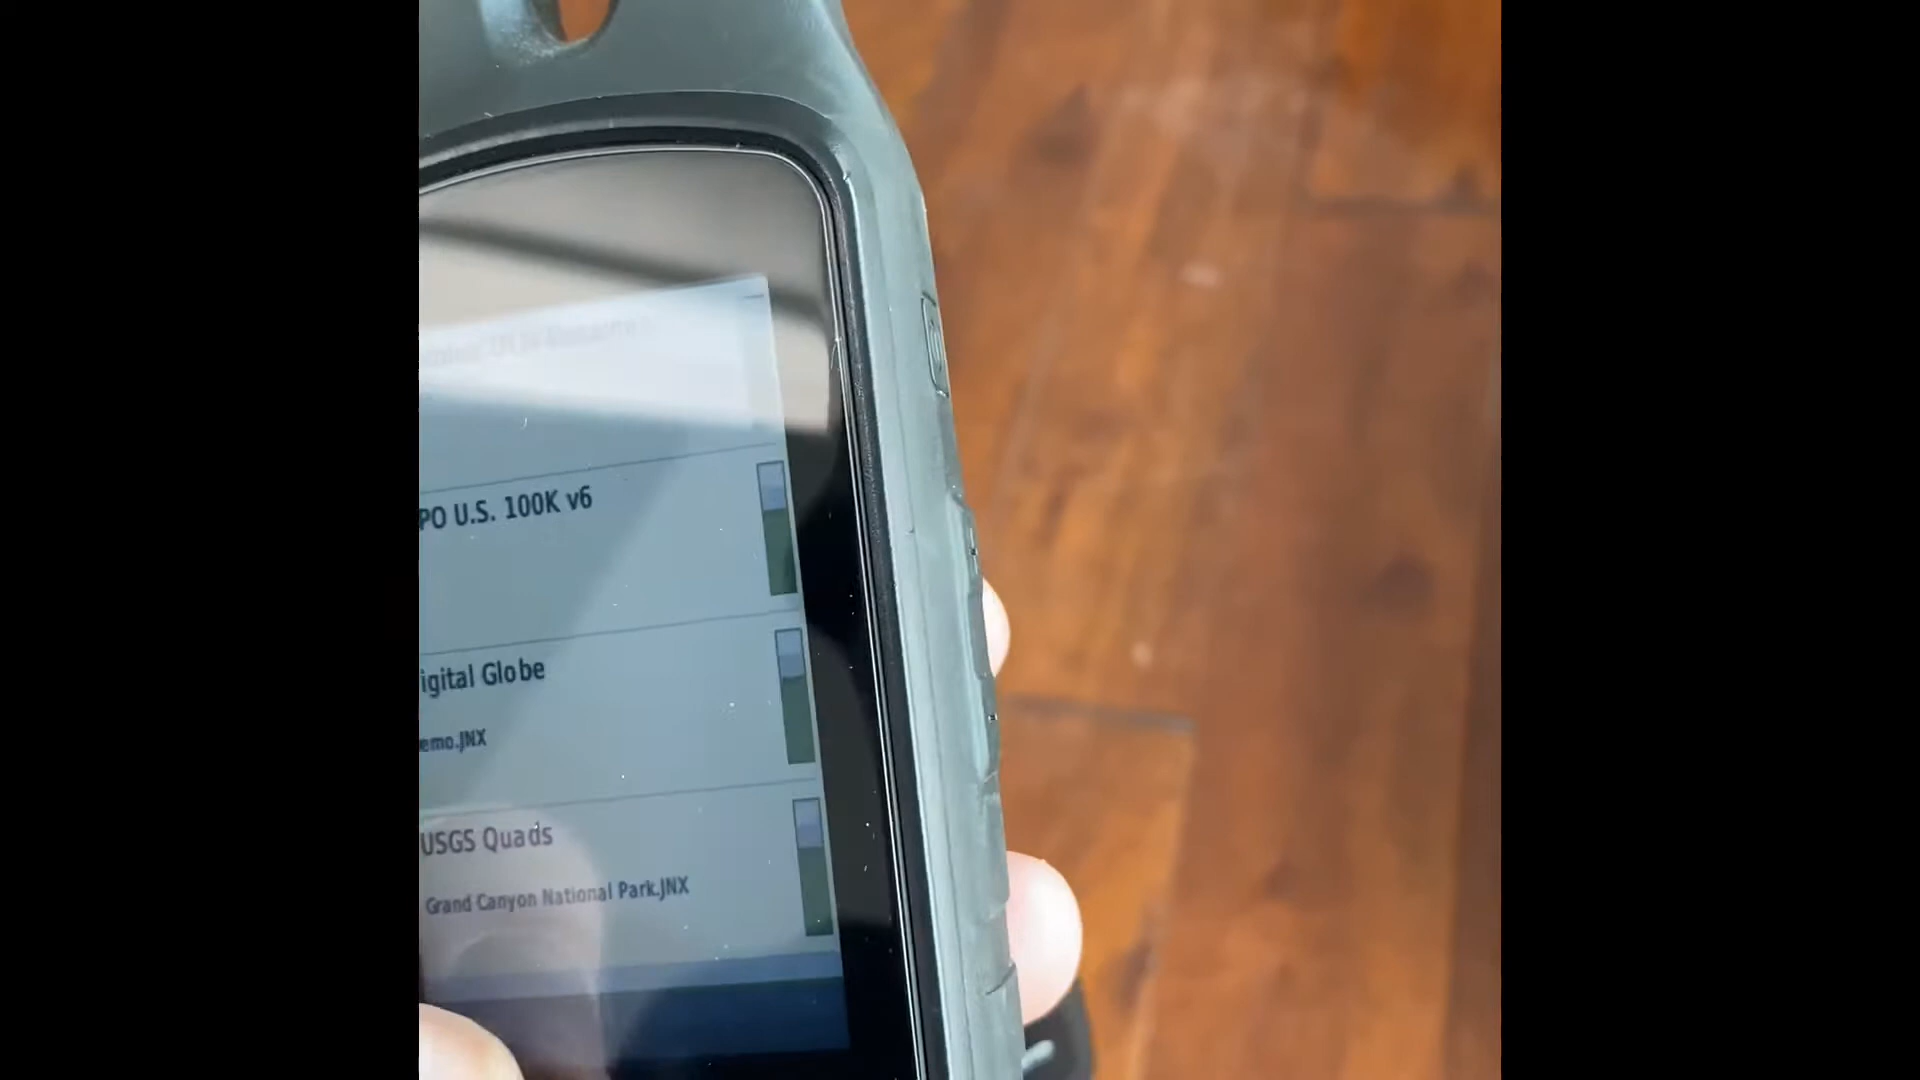 PO U.S. 100K v6
igital Globe
emo.JNX
USGS Quads
Grand Canyon National Park.JNX